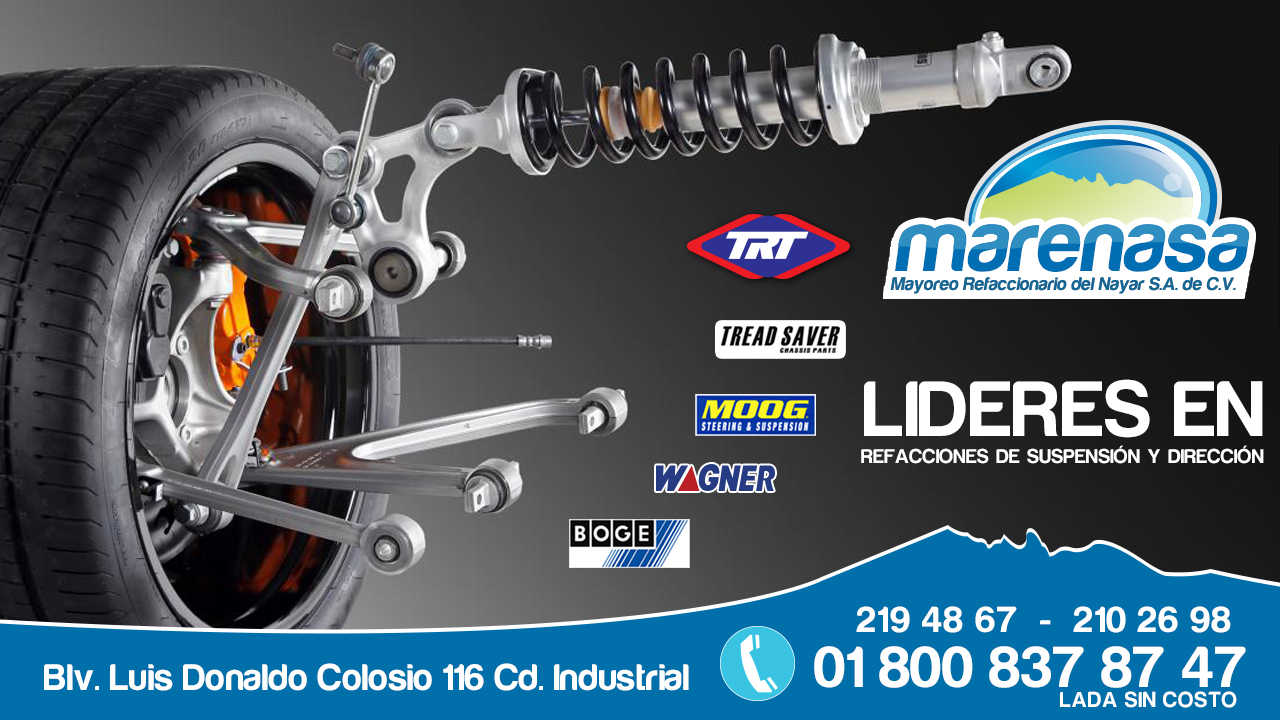 marenasa
Mayoreo Refaccionario del Nayar S.A. de C.V.
TRT
TREAD SAVER
CHASSIS PARTS
MOOG
STEERING & SUSPENSION
WAGNER
BOGE
LIDERES EN
REFACCIONES DE SUSPENSIÓN Y DIRECCIÓN
219 48 67 - 210 26 98
01 800 837 87 47
LADA SIN COSTO
Blv. Luis Donaldo Colosio 116 Cd. Industrial